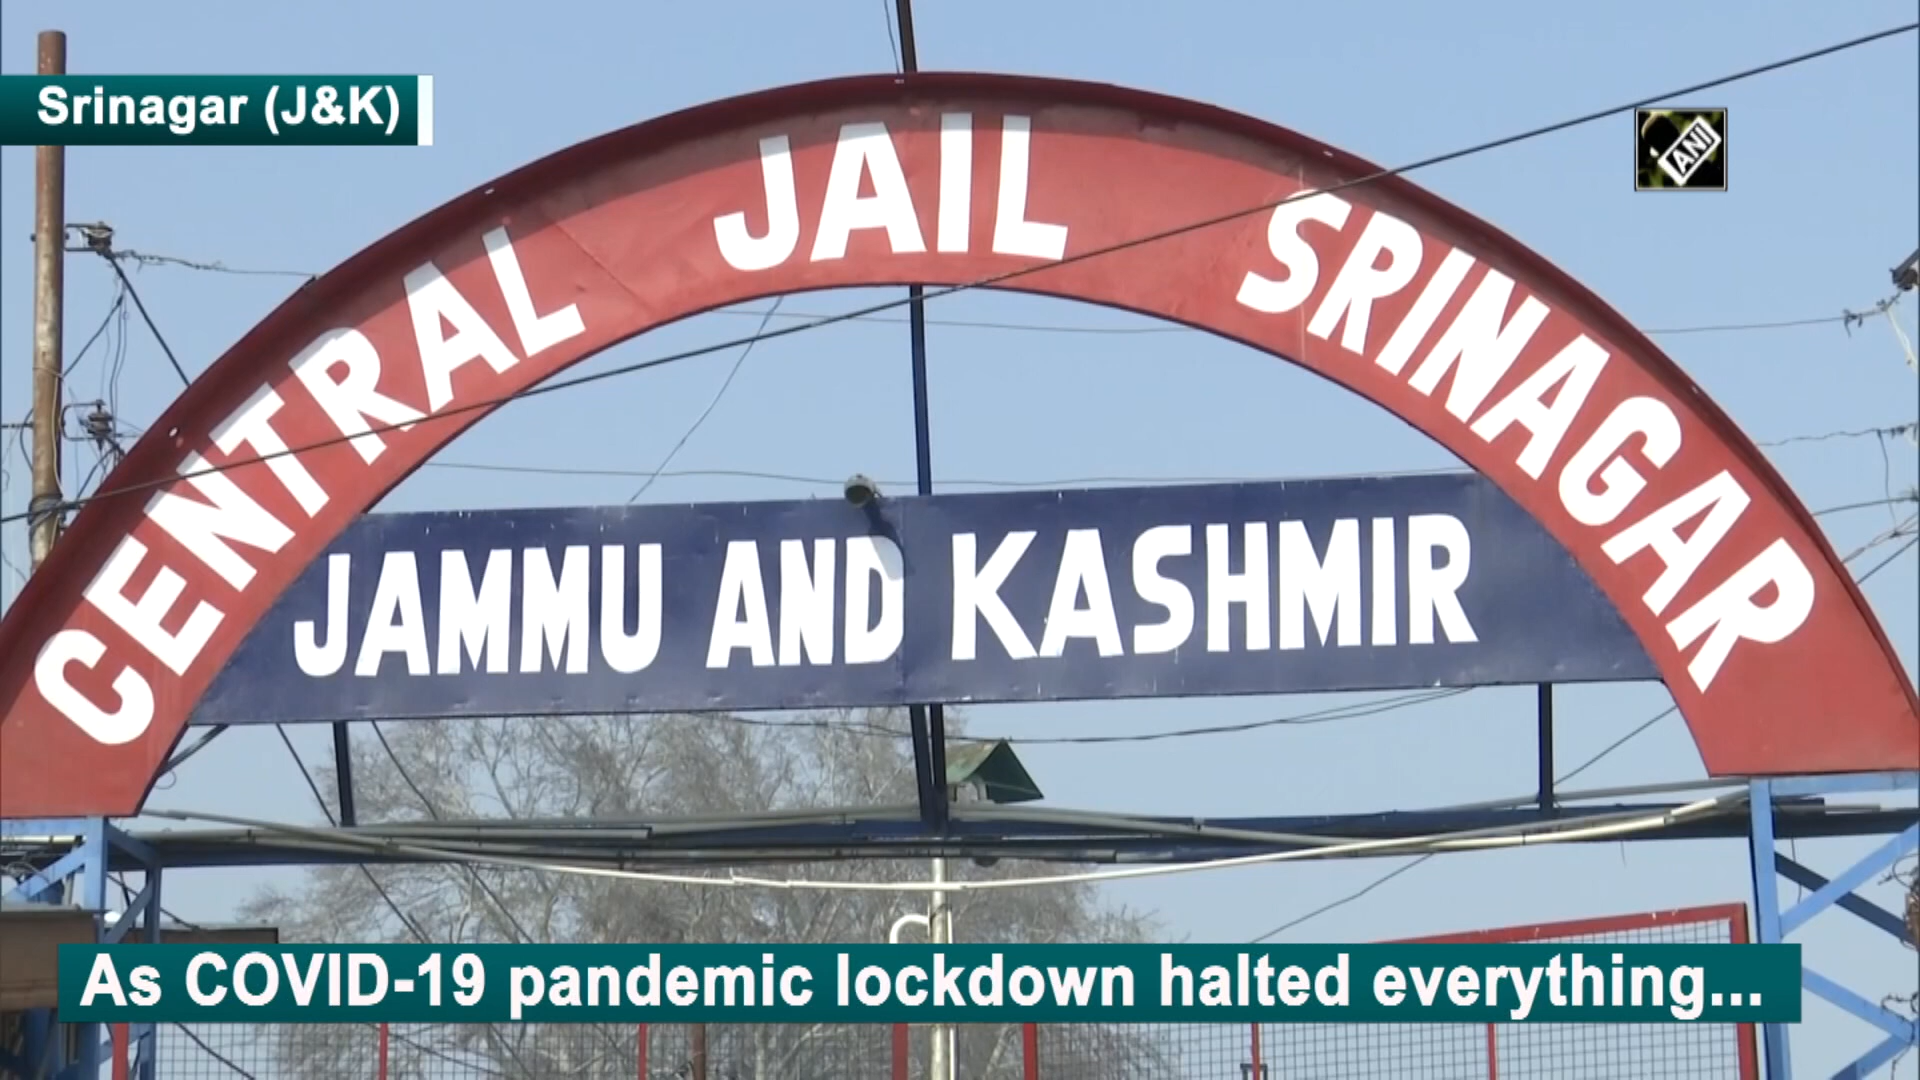 Srinagar (J&K)
ANI
CENTRAL JAIL SRINAGAR
JAMMU AND KASHMIR
As COVID-19 pandemic lockdown halted everything...